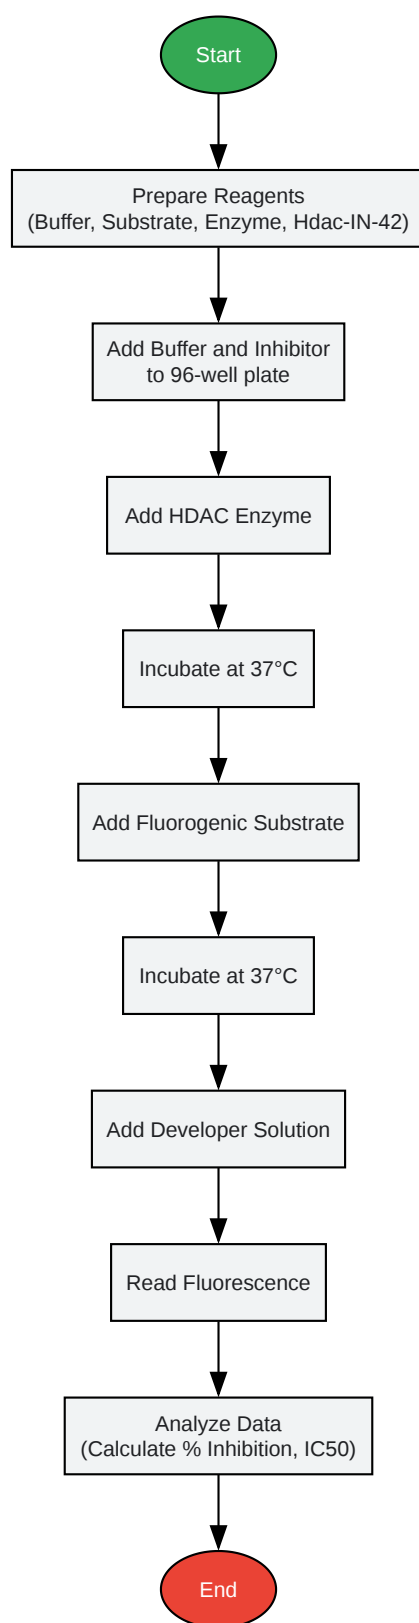 Start
Prepare Reagents
(Buffer, Substrate, Enzyme, Hdac-IN-42)
Add Buffer and Inhibitor
to 96-well plate
Add HDAC Enzyme
Incubate at 37°C
Add Fluorogenic Substrate
Incubate at 37°C
Add Developer Solution
Read Fluorescence
Analyze Data
(Calculate % Inhibition, IC50)
End